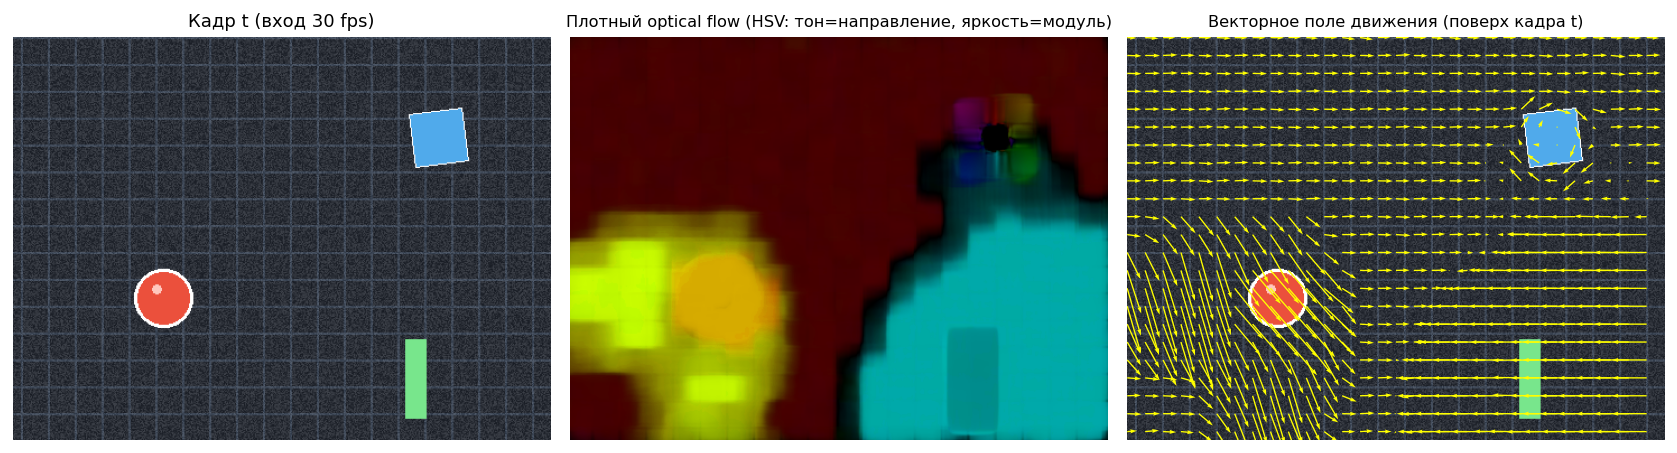 Кадр t (вход 30 fps)
Плотный optical flow (HSV: тон=направление, яркость=модуль)
Векторное поле движения (поверх кадра t)